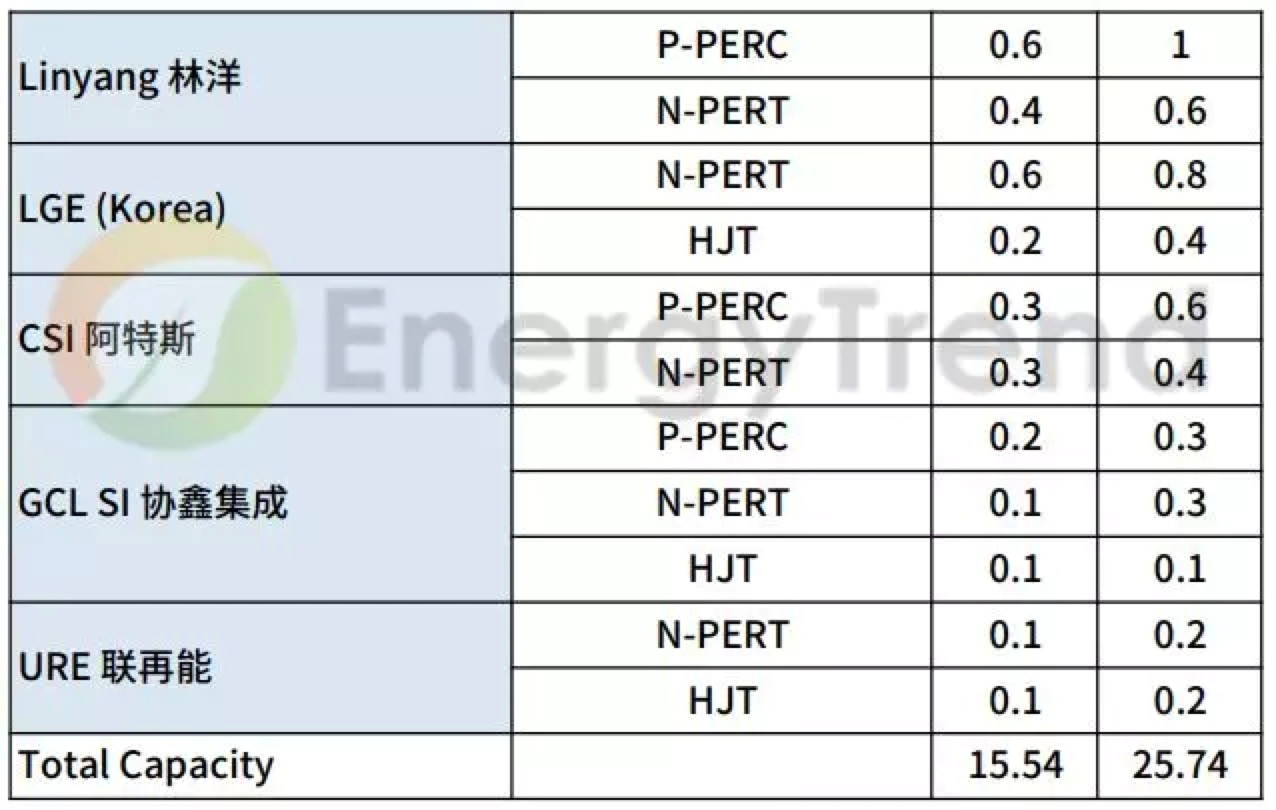 Linyang 林洋 P-PERC 0.6 1
N-PERT 0.4 0.6
LGE (Korea) N-PERT 0.6 0.8
HJT 0.2 0.4
CSI 阿特斯 P-PERC 0.3 0.6
N-PERT 0.3 0.4
GCL SI 协鑫集成 P-PERC 0.2 0.3
N-PERT 0.1 0.3
HJT 0.1 0.1
URE 联再能 N-PERT 0.1 0.2
HJT 0.1 0.2
Total Capacity 15.54 25.74
EnergyTrend